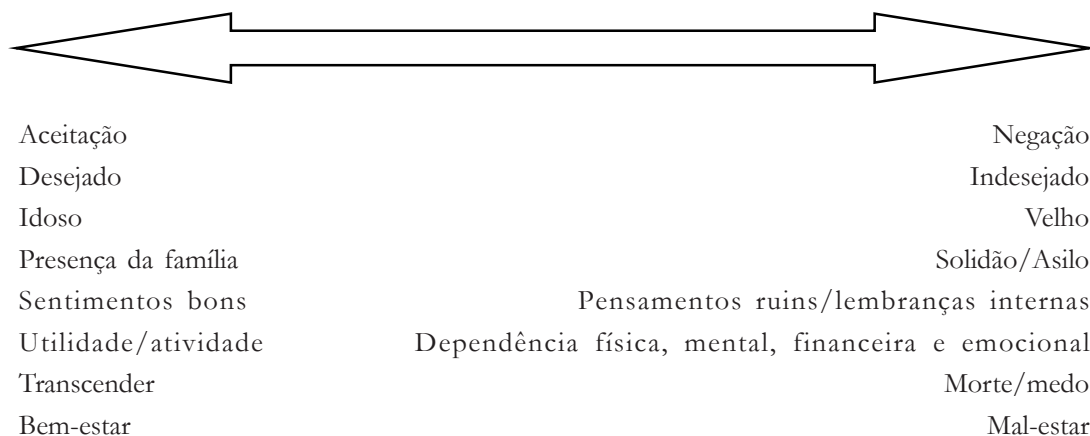 Aceitação Negação
Desejado Indesejado
Idoso Velho
Presença da família Solidão/Asilo
Sentimentos bons Pensamentos ruins/lembranças internas
Utilidade/atividade Dependência física, mental, financeira e emocional
Transcender Morte/medo
Bem-estar Mal-estar